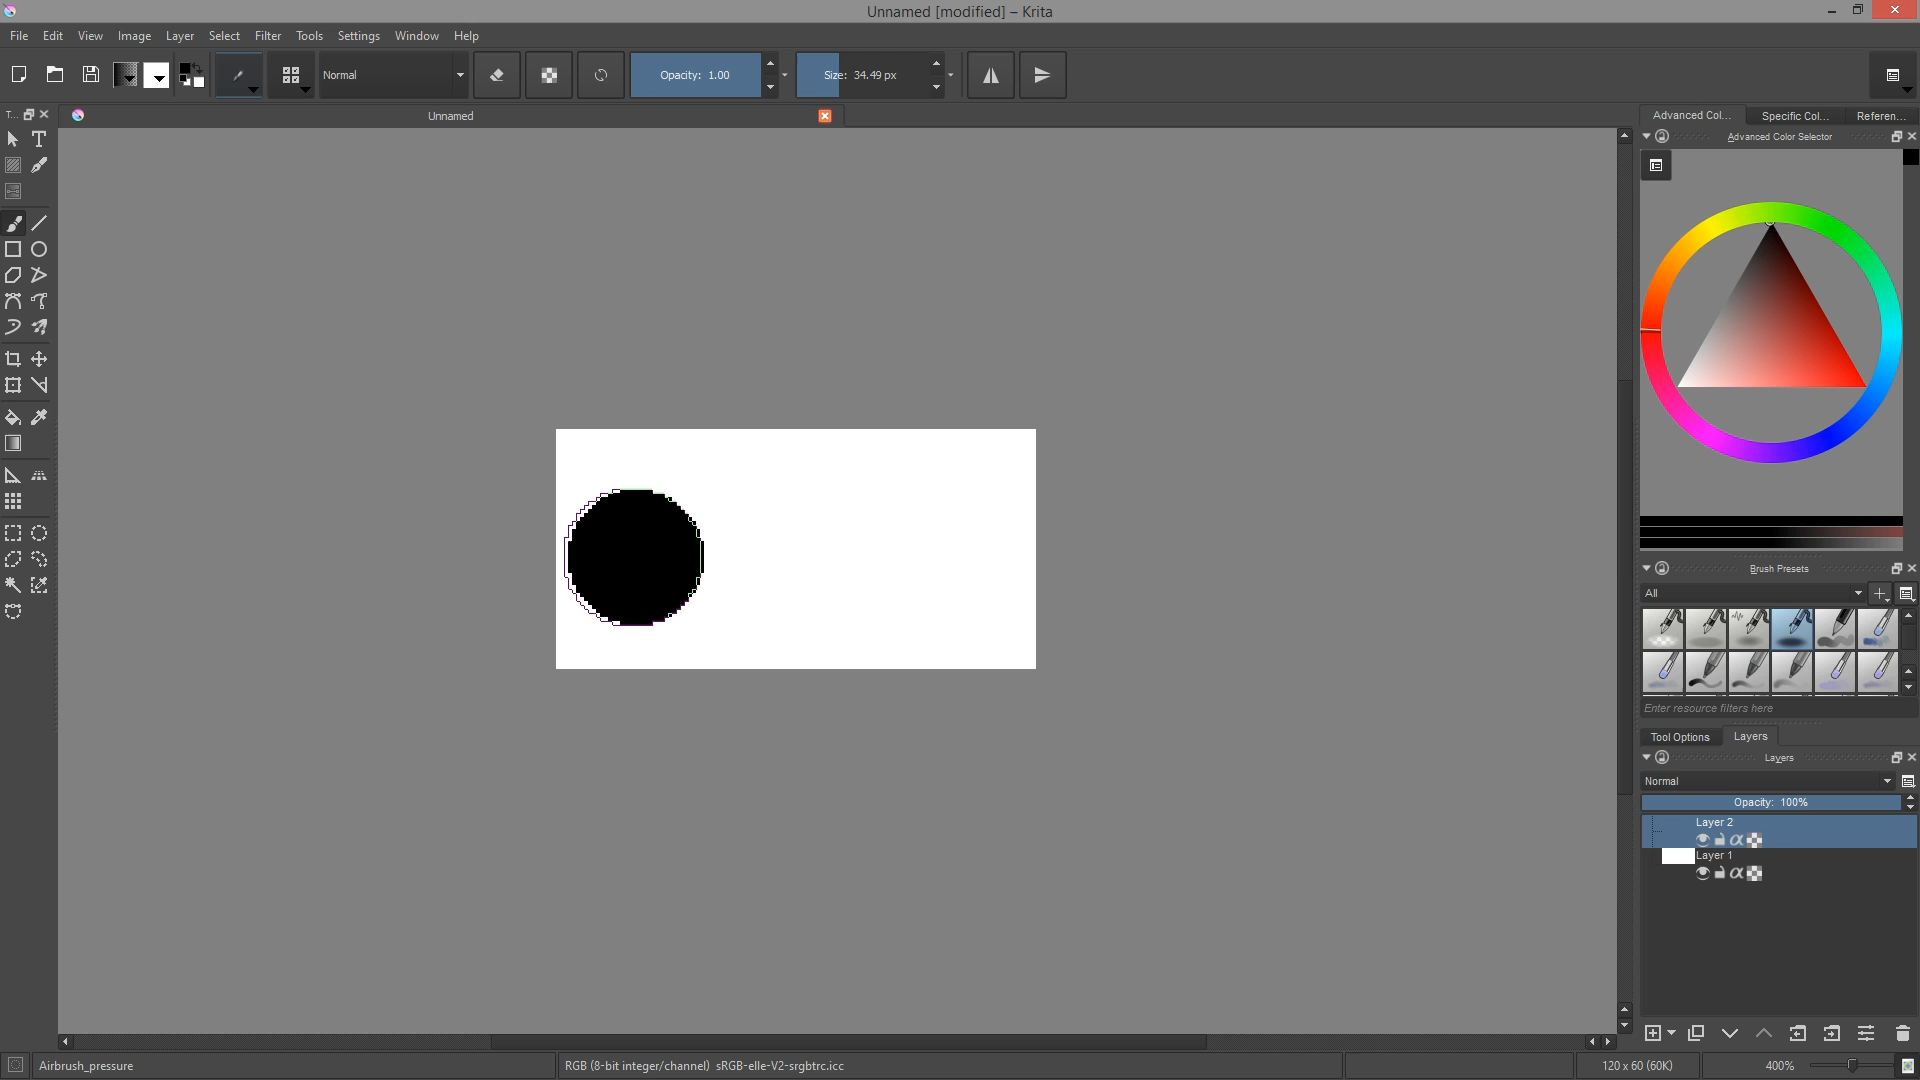 Unnamed [modified] – Krita
File Edit View Image Layer Select Filter Tools Settings Window Help
Normal Opacity: 1.00 Size: 34.49 px
T... Unnamed
Advanced Col... Specific Col... Referen...
Advanced Color Selector
Brush Presets
All
Enter resource filters here
Tool Options Layers
Layers
Normal
Opacity: 100%
Layer 2
Layer 1
Airbrush_pressure RGB (8-bit integer/channel) sRGB-elle-V2-srgbtrc.icc 120 x 60 (60K) 400%